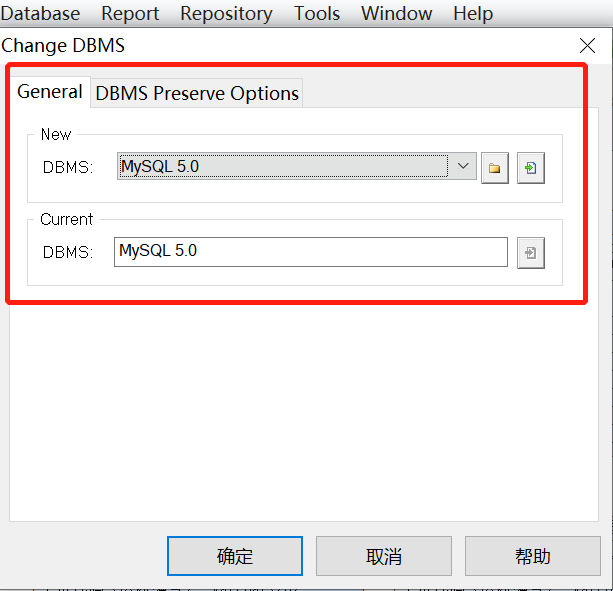 Database Report Repository Tools Window Help
Change DBMS
General DBMS Preserve Options
New
DBMS: MySQL 5.0
Current
DBMS: MySQL 5.0
确定 取消 帮助